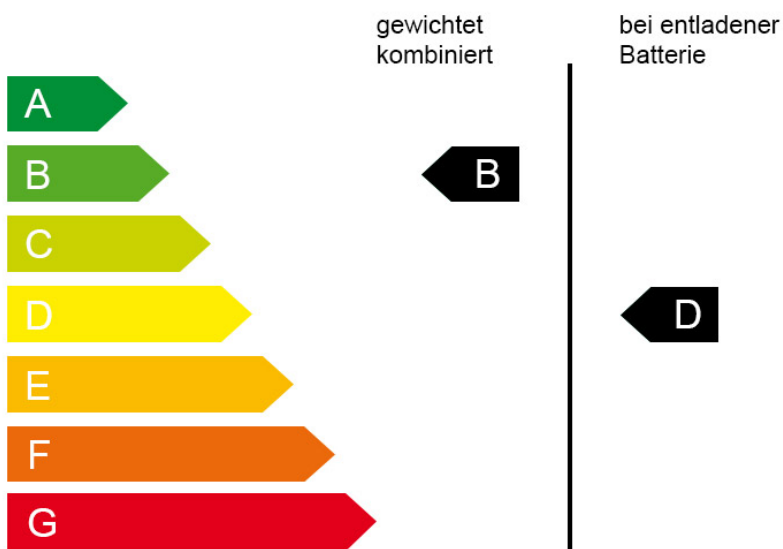 gewichtet
kombiniert
bei entladener
Batterie
A
B
B
C
D
D
E
F
G